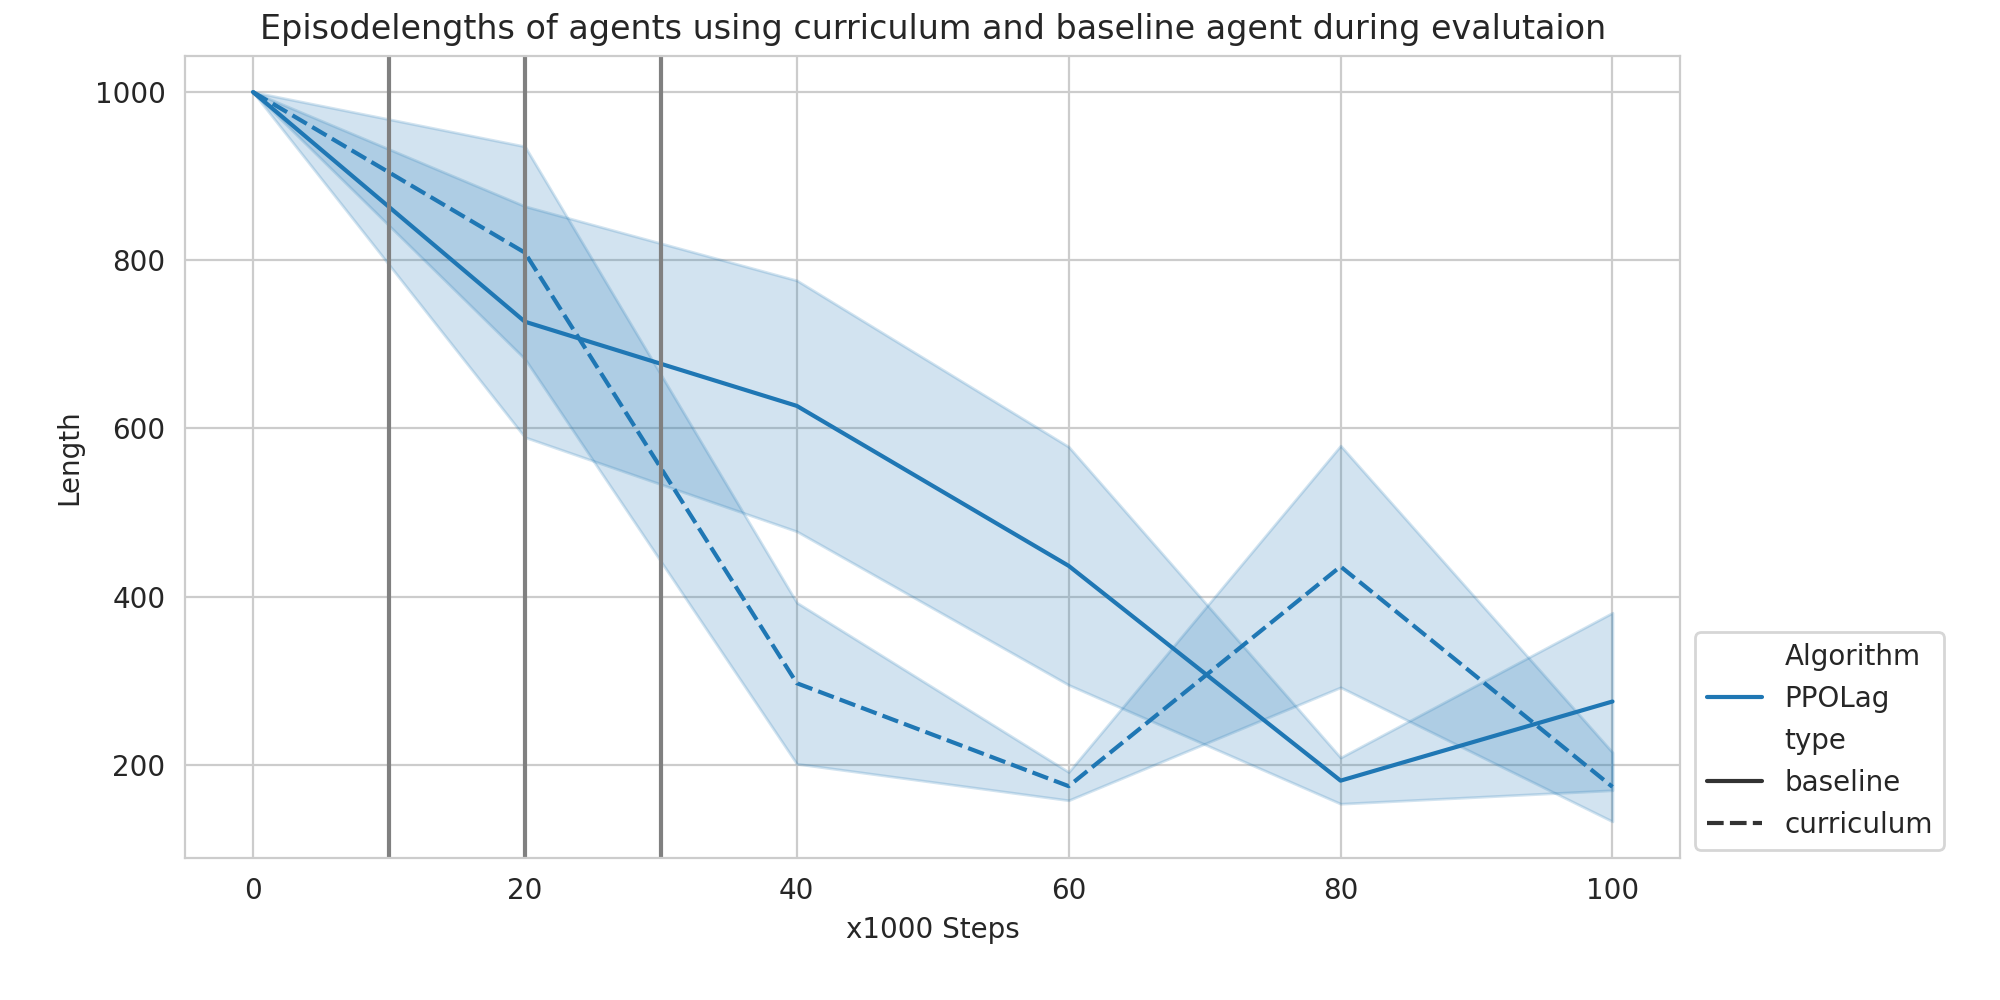 Episodelengths of agents using curriculum and baseline agent during evalutaion
1000
800
600
400
200
Length
0 20 40 60 80 100
x1000 Steps
Algorithm
PPOLag
type
baseline
curriculum